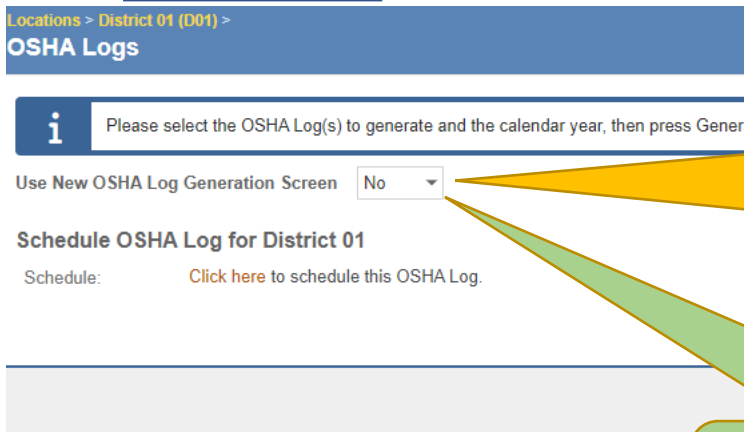 Locations > District 01 (D01) >
OSHA Logs
i Please select the OSHA Log(s) to generate and the calendar year, then press Gener
Use New OSHA Log Generation Screen No
Schedule OSHA Log for District 01
Schedule: Click here to schedule this OSHA Log.